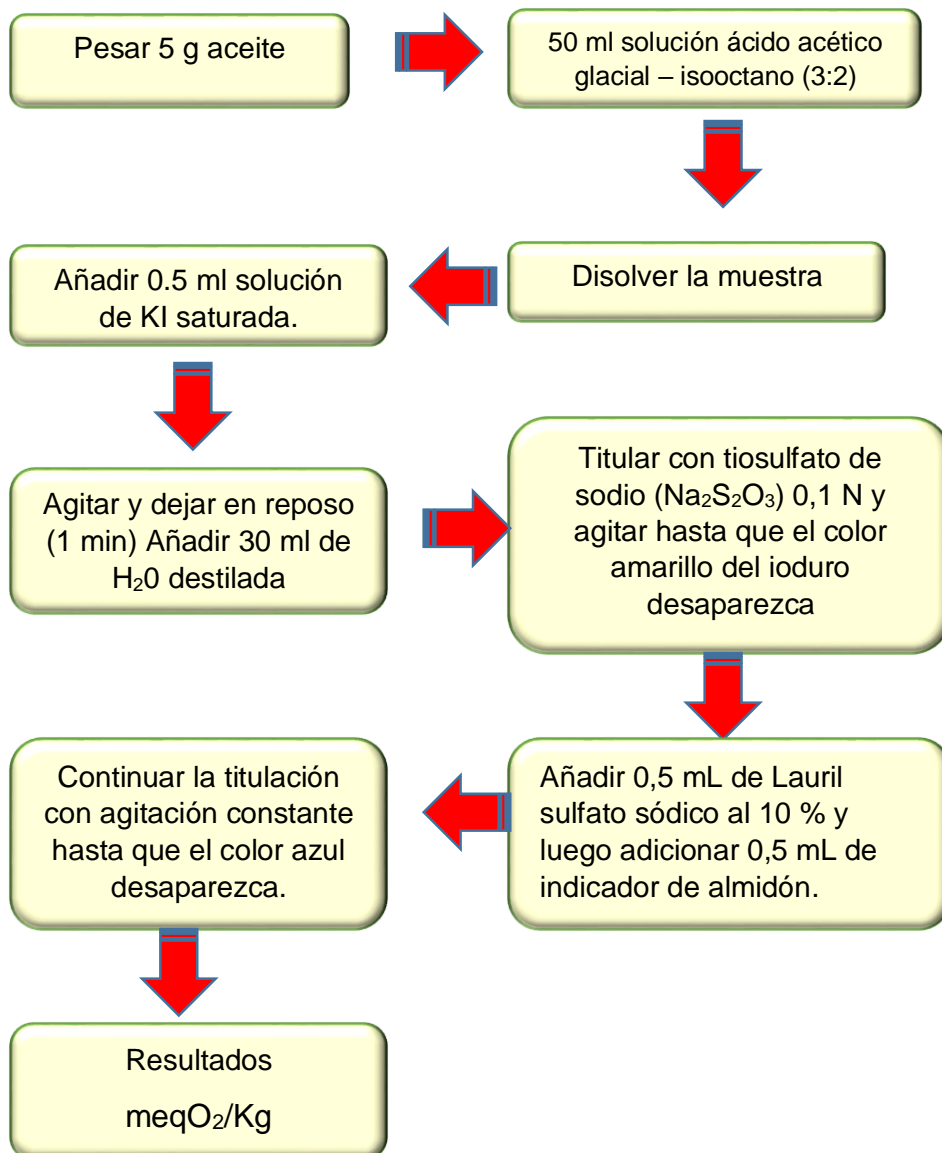 Pesar 5 g aceite
50 ml solución ácido acético
glacial – isooctano (3:2)
Disolver la muestra
Añadir 0.5 ml solución
de KI saturada.
Agitar y dejar en reposo
(1 min) Añadir 30 ml de
H₂0 destilada
Titular con tiosulfato de
sodio (Na₂S₂O₃) 0,1 N y
agitar hasta que el color
amarillo del ioduro
desaparezca
Añadir 0,5 mL de Lauril
sulfato sódico al 10 % y
luego adicionar 0,5 mL de
indicador de almidón.
Continuar la titulación
con agitación constante
hasta que el color azul
desaparezca.
Resultados
meqO₂/Kg